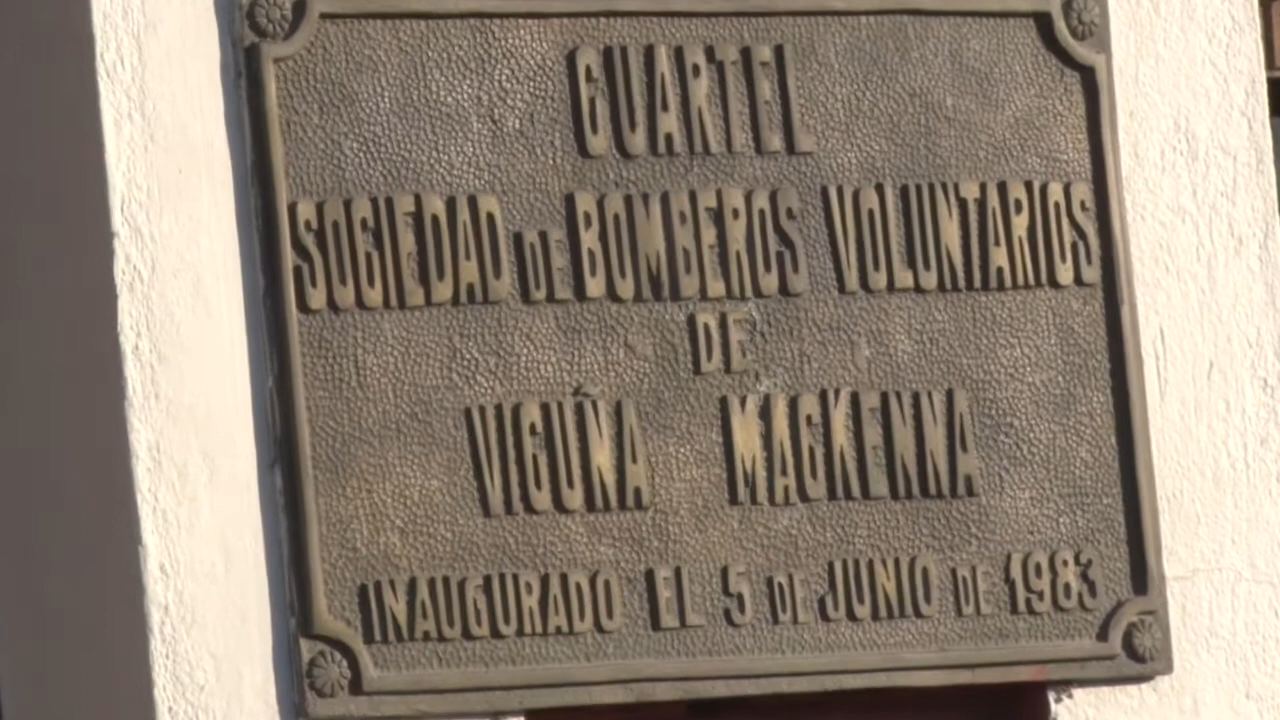 CUARTEL
SOCIEDAD DE BOMBEROS VOLUNTARIOS
DE
VICUÑA MACKENNA
INAUGURADO EL 5 DE JUNIO DE 1983